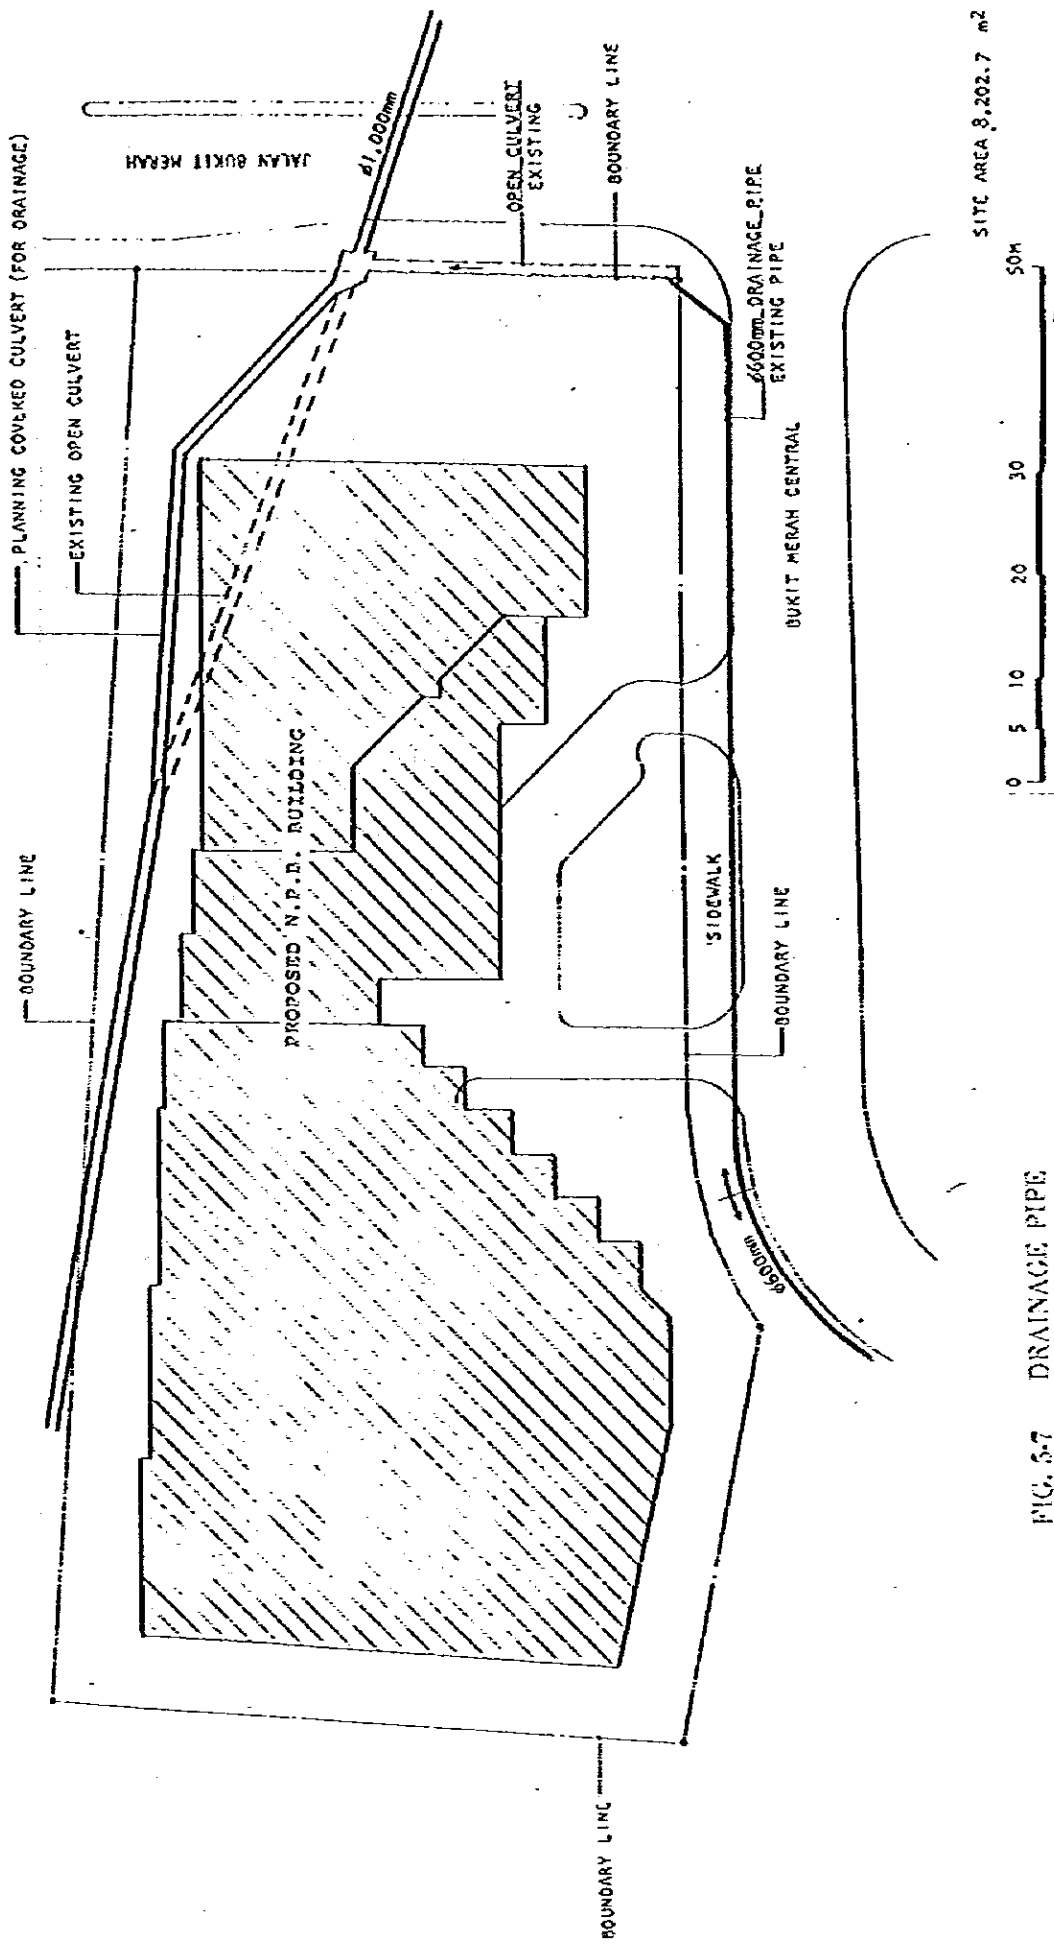 PLANNING COVERED CULVERT (FOR DRAINAGE)
EXISTING OPEN CULVERT
BOUNDARY LINE
JALAN BUKIT MERAH
ø1,000mm
OPEN CULVERT
EXISTING
BOUNDARY LINE
PROPOSED N.P.B. BUILDING
ø600mm DRAINAGE PIPE
EXISTING PIPE
BUKIT MERAH CENTRAL
SIDEWALK
BOUNDARY LINE
ø600mm
BOUNDARY LINE
SITE AREA 8,202.7 m²
0 5 10 20 30 50M
FIG. 5-7 DRAINAGE PIPE